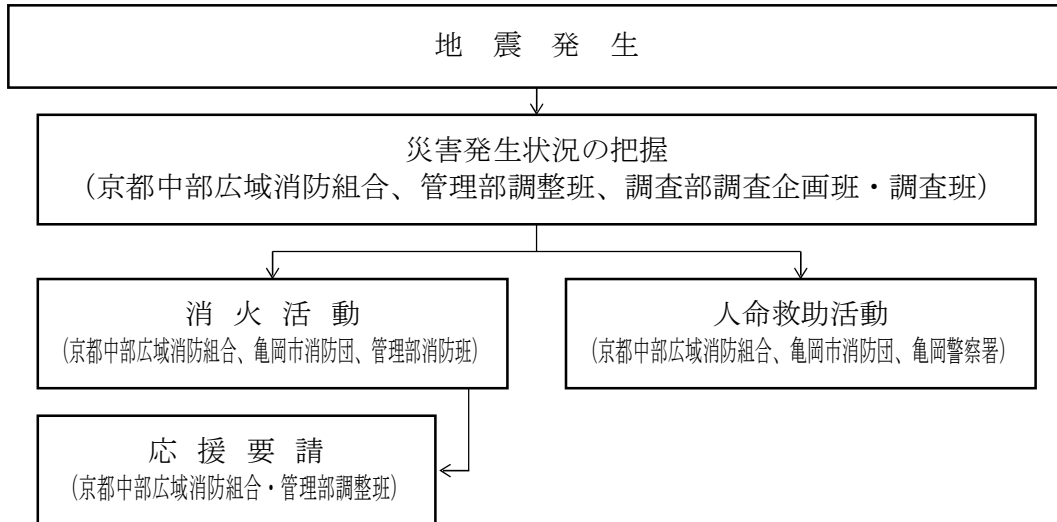 地　震　発　生
災害発生状況の把握
（京都中部広域消防組合、管理部調整班、調査部調査企画班・調査班）
消　火　活　動
（京都中部広域消防組合、亀岡市消防団、管理部消防班）
人命救助活動
（京都中部広域消防組合、亀岡市消防団、亀岡警察署）
応　援　要　請
（京都中部広域消防組合・管理部調整班）